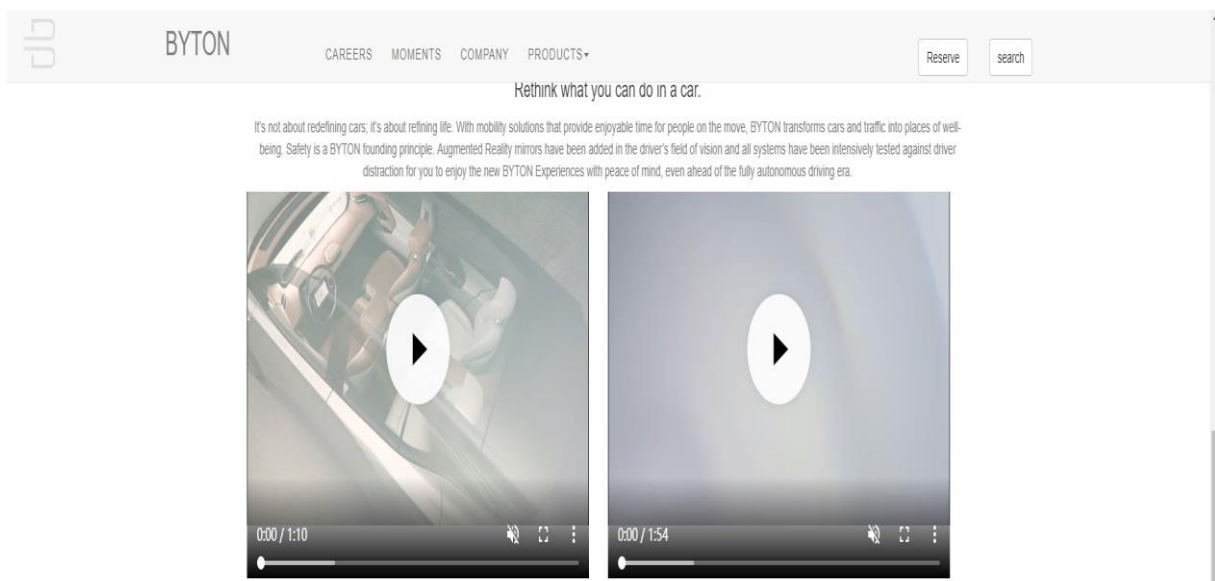 BYTON
CAREERS MOMENTS COMPANY PRODUCTS
Reserve
search
Rethink what you can do in a car.
It's not about redefining cars; it's about refining life. With mobility solutions that provide enjoyable time for people on the move, BYTON transforms cars and traffic into places of well-
being. Safety is a BYTON founding principle. Augmented Reality mirrors have been added in the driver's field of vision and all systems have been intensively tested against driver
distraction for you to enjoy the new BYTON Experiences with peace of mind, even ahead of the fully autonomous driving era.
0:00 / 1:10
0:00 / 1:54